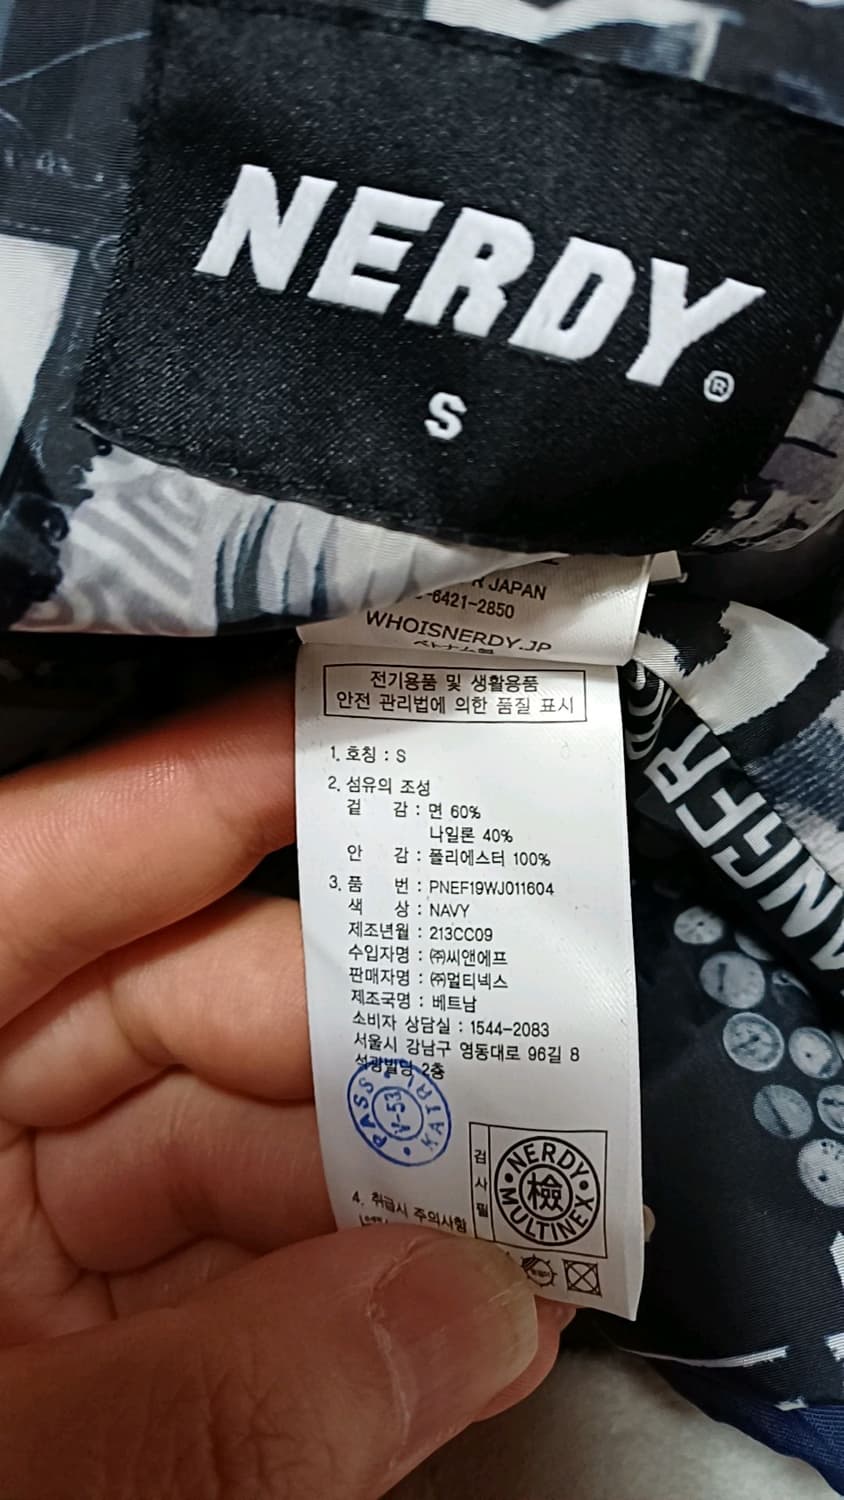 NERDY®
S
R JAPAN
-6421-2850
WHOISNERDY.JP
ベトナム製
전기용품 및 생활용품
안전 관리법에 의한 품질 표시
1. 호칭 : S
2. 섬유의 조성
겉 감 : 면 60%
나일론 40%
안 감 : 폴리에스터 100%
3. 품 번 : PNEF19WJ011604
색 상 : NAVY
제조년월 : 213CC09
수입자명 : ㈜씨앤에프
판매자명 : ㈜멀티넥스
제조국명 : 베트남
소비자 상담실 : 1544-2083
서울시 강남구 영동대로 96길 8
석광빌딩 2층
PASS
V-53
KATRI
검사필
NERDY
檢
MULTINEX
4. 취급시 주의사항